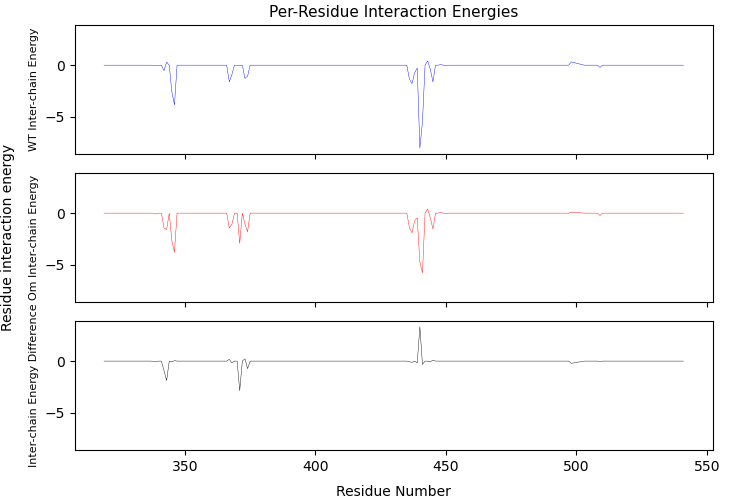 Per-Residue Interaction Energies
Residue interaction energy
WT Inter-chain Energy
0
−5
Om Inter-chain Energy
0
−5
Inter-chain Energy Difference
0
−5
350
400
450
500
550
Residue Number